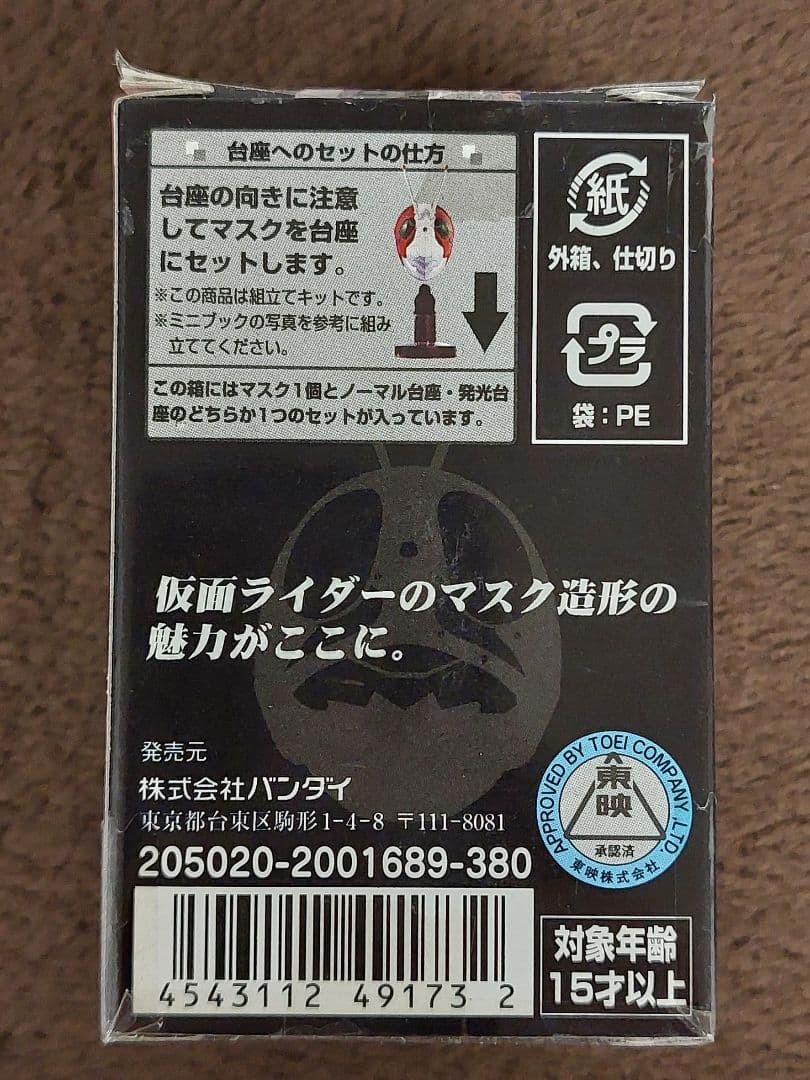 台座へのセットの仕方
台座の向きに注意
してマスクを台座
にセットします。
※この商品は組立てキットです。
※ミニブックの写真を参考に組み
立ててください。
この箱にはマスク1個とノーマル台座・発光台
座のどちらか1つのセットが入っています。
紙
外箱、仕切り
プラ
袋：PE
仮面ライダーのマスク造形の
魅力がここに。
発売元
株式会社バンダイ
東京都台東区駒形1-4-8 〒111-8081
205020-2001689-380
APPROVED BY TOEI COMPANY,LTD.
東映
承認済
東映株式会社
4543112 49173 2
対象年齢
15才以上